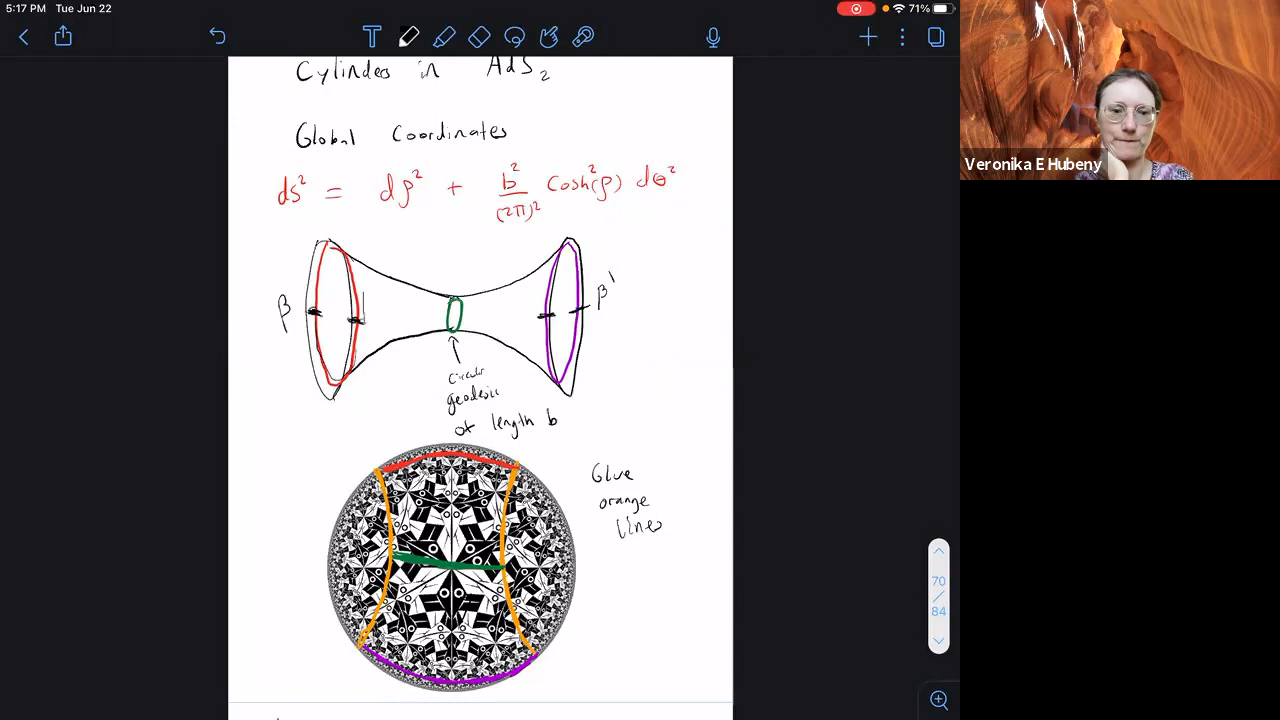 5:17 PM Tue Jun 22
71%
T
Cylinder in AdS₂
Global Coordinates
ds² = dρ² + b²/(2π)² Cosh²(ρ) dθ²
β
β'
Circular
geodesic
of length b
Glue
orange
lines
70
/
84
Veronika E Hubeny